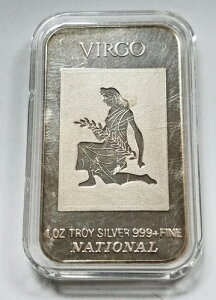 VIRGO
1 OZ TROY SILVER 999+ FINE
NATIONAL